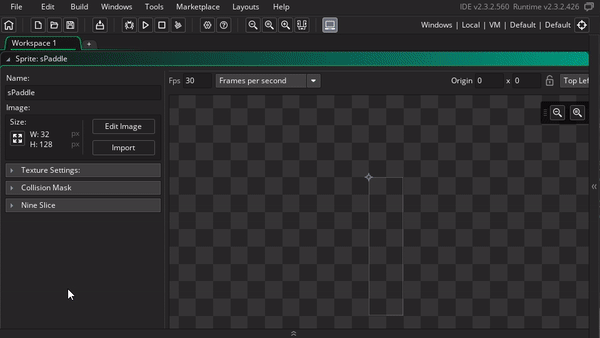 File Edit Build Windows Tools Marketplace Layouts Help
IDE v2.3.2.560 Runtime v2.3.2.426
Windows | Local | VM | Default | Default
Workspace 1
Sprite: sPaddle
Name:
sPaddle
Image:
Size:
W: 32 px
H: 128 px
Edit Image
Import
Texture Settings:
Collision Mask
Nine Slice
Fps 30 Frames per second Origin 0 x 0 Top Lef